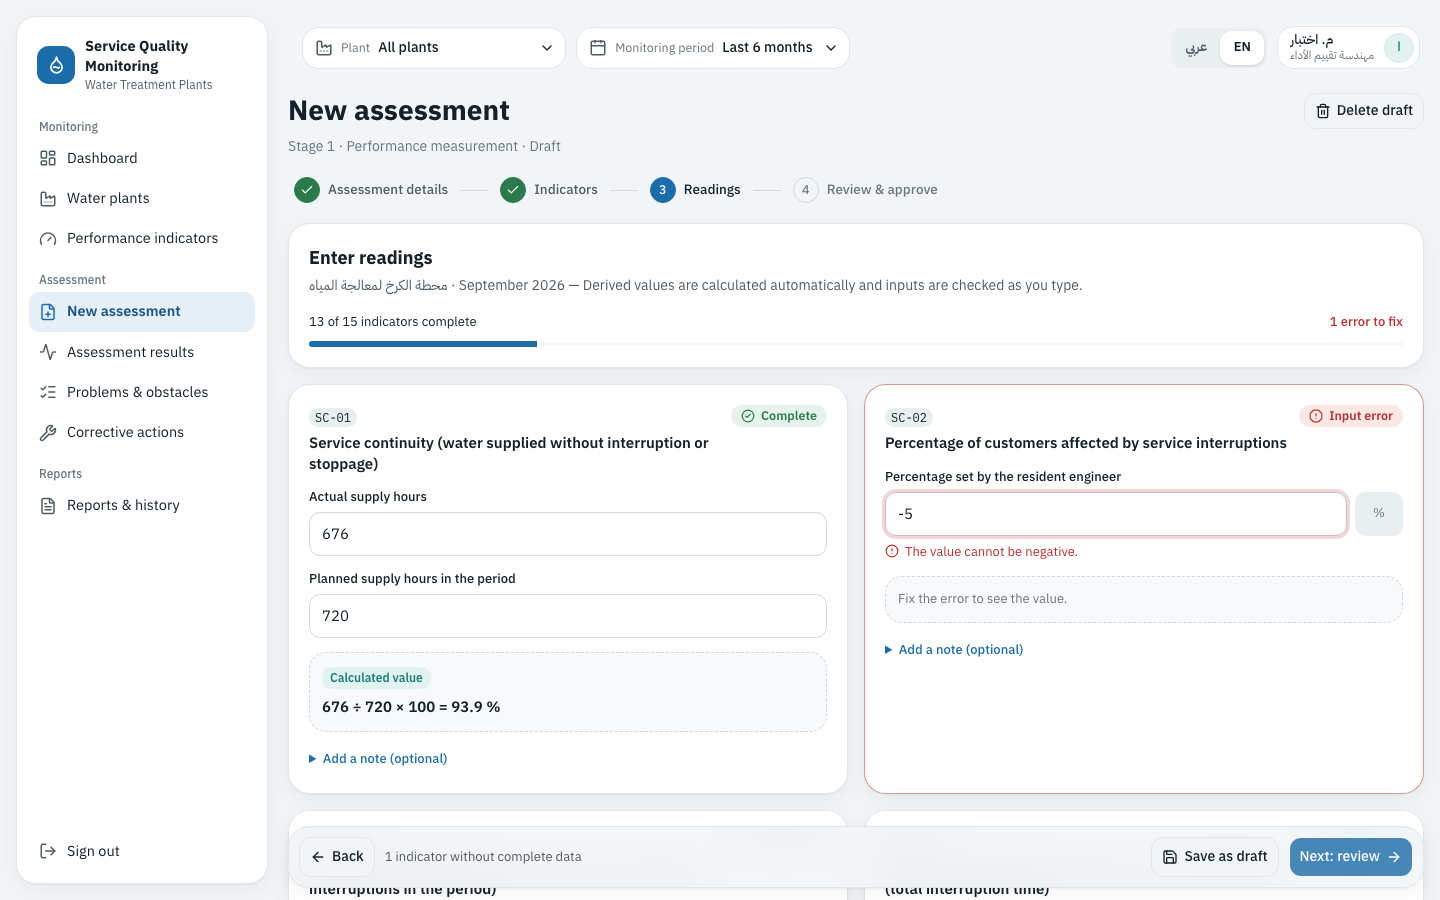 Service Quality
Monitoring
Water Treatment Plants
Monitoring
Dashboard
Water plants
Performance indicators
Assessment
New assessment
Assessment results
Problems & obstacles
Corrective actions
Reports
Reports & history
Sign out
Plant All plants
Monitoring period Last 6 months
عربي EN
م. اختبار
مهندسة تقييم الأداء
ا
New assessment
Delete draft
Stage 1 · Performance measurement · Draft
Assessment details
Indicators
3 Readings
4 Review & approve
Enter readings
محطة الكرخ لمعالجة المياه · September 2026 — Derived values are calculated automatically and inputs are checked as you type.
13 of 15 indicators complete
1 error to fix
SC-01
Complete
Service continuity (water supplied without interruption or
stoppage)
Actual supply hours
676
Planned supply hours in the period
720
Calculated value
676 ÷ 720 × 100 = 93.9 %
Add a note (optional)
SC-02
Input error
Percentage of customers affected by service interruptions
Percentage set by the resident engineer
-5
%
The value cannot be negative.
Fix the error to see the value.
Add a note (optional)
Back
1 indicator without complete data
Save as draft
Next: review
interruptions in the period)
(total interruption time)